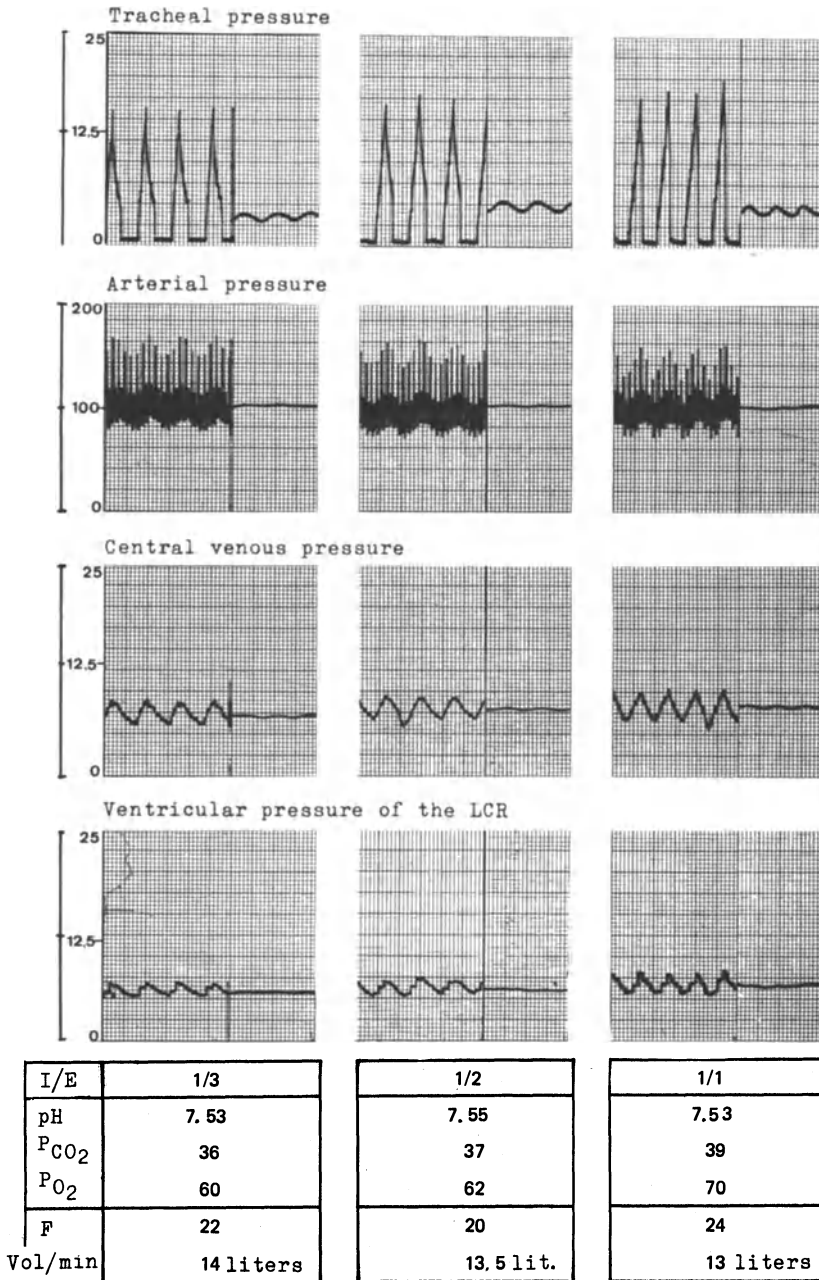 Tracheal pressure
25
12.5
0
Arterial pressure
200
100
0
Central venous pressure
25
12.5
0
Ventricular pressure of the LCR
25
12.5
0
I/E 1/3 1/2 1/1
pH 7.53 7.55 7.53
PCO2 36 37 39
PO2 60 62 70
F 22 20 24
Vol/min 14 liters 13,5 lit. 13 liters